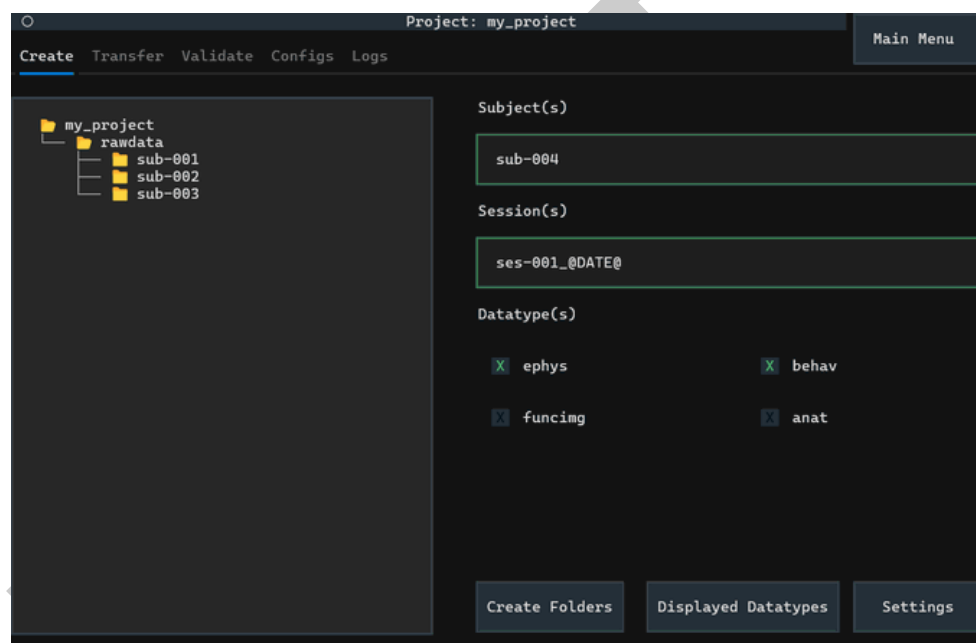 Project: my_project
Main Menu
Create Transfer Validate Configs Logs
my_project
rawdata
sub-001
sub-002
sub-003
Subject(s)
sub-004
Session(s)
ses-001_@DATE@
Datatype(s)
X ephys
X behav
X funcimg
X anat
Create Folders
Displayed Datatypes
Settings